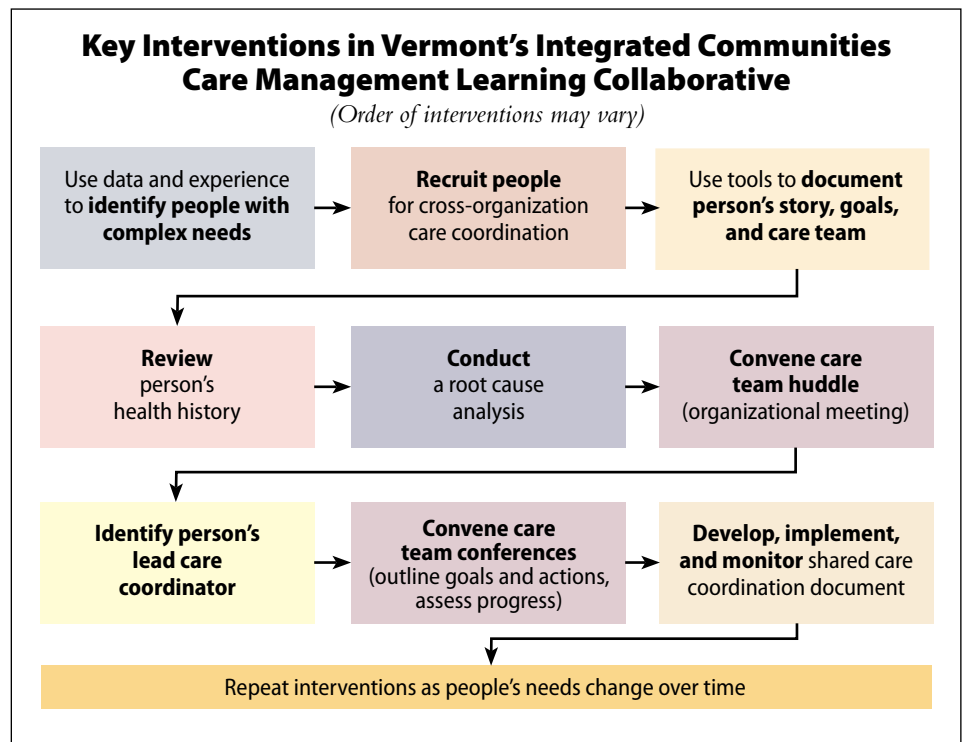 Key Interventions in Vermont’s Integrated Communities
Care Management Learning Collaborative
(Order of interventions may vary)
Use data and experience
to identify people with
complex needs
Recruit people
for cross-organization
care coordination
Use tools to document
person’s story, goals,
and care team
Review
person’s
health history
Conduct
a root cause
analysis
Convene care
team huddle
(organizational meeting)
Identify person’s
lead care
coordinator
Convene care
team conferences
(outline goals and actions,
assess progress)
Develop, implement,
and monitor shared care
coordination document
Repeat interventions as people’s needs change over time